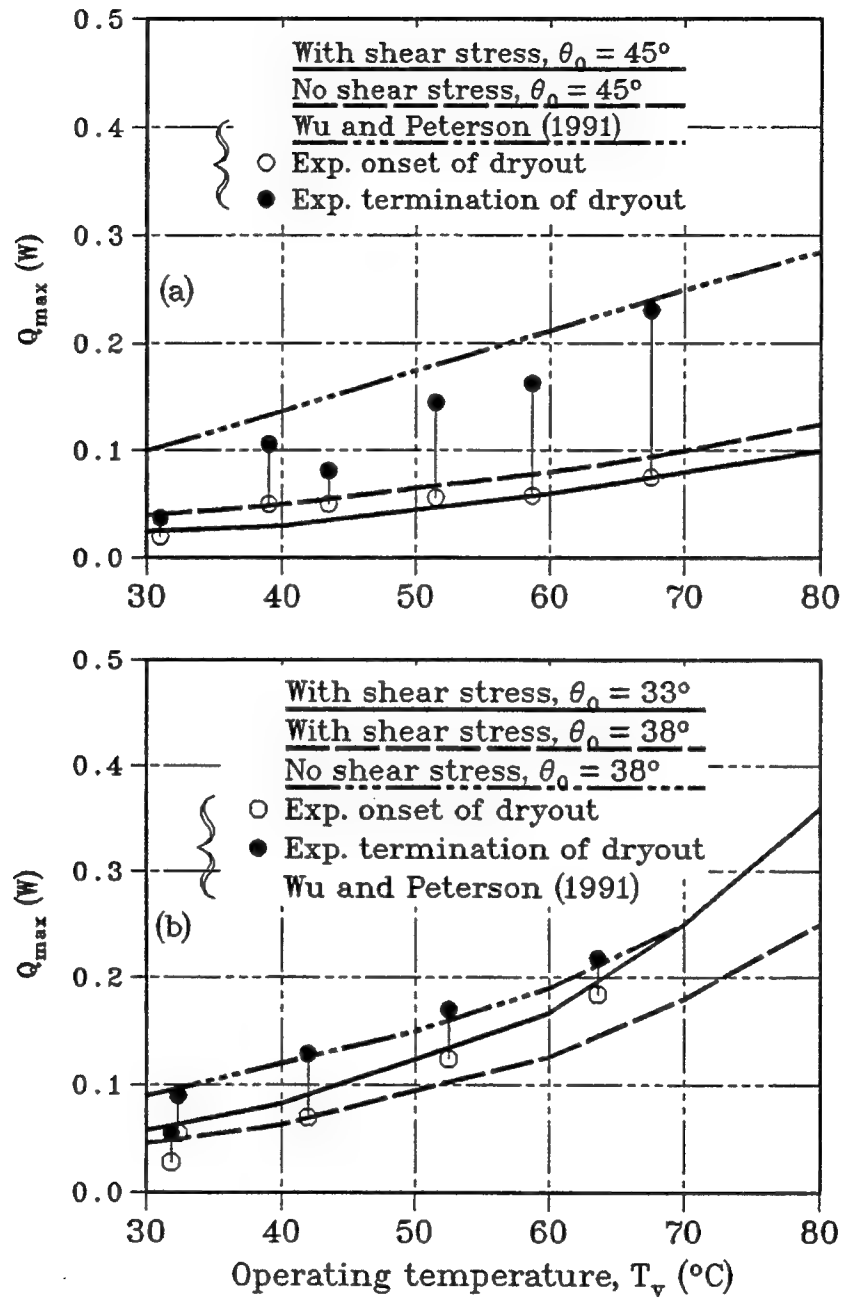 0.5
With shear stress, θ₀ = 45°
No shear stress, θ₀ = 45°
0.4
Wu and Peterson (1991)
Exp. onset of dryout
Exp. termination of dryout
0.3
Qmax (W)
(a)
0.2
0.1
0.0
30 40 50 60 70 80
0.5
With shear stress, θ₀ = 33°
With shear stress, θ₀ = 38°
0.4
No shear stress, θ₀ = 38°
Exp. onset of dryout
Exp. termination of dryout
0.3
Wu and Peterson (1991)
Qmax (W)
(b)
0.2
0.1
0.0
30 40 50 60 70 80
Operating temperature, Tv (°C)